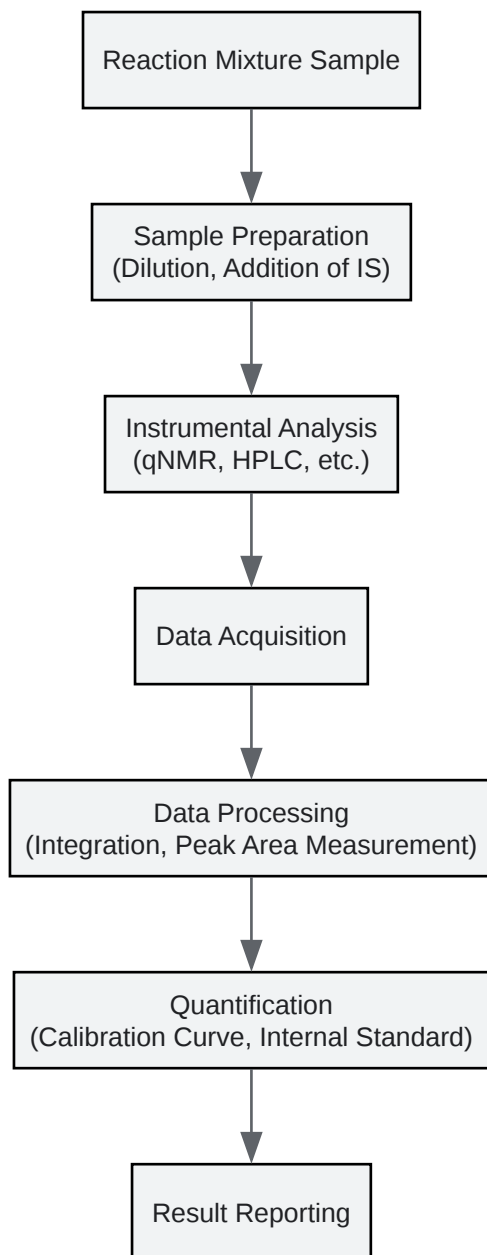 Reaction Mixture Sample
Sample Preparation
(Dilution, Addition of IS)
Instrumental Analysis
(qNMR, HPLC, etc.)
Data Acquisition
Data Processing
(Integration, Peak Area Measurement)
Quantification
(Calibration Curve, Internal Standard)
Result Reporting